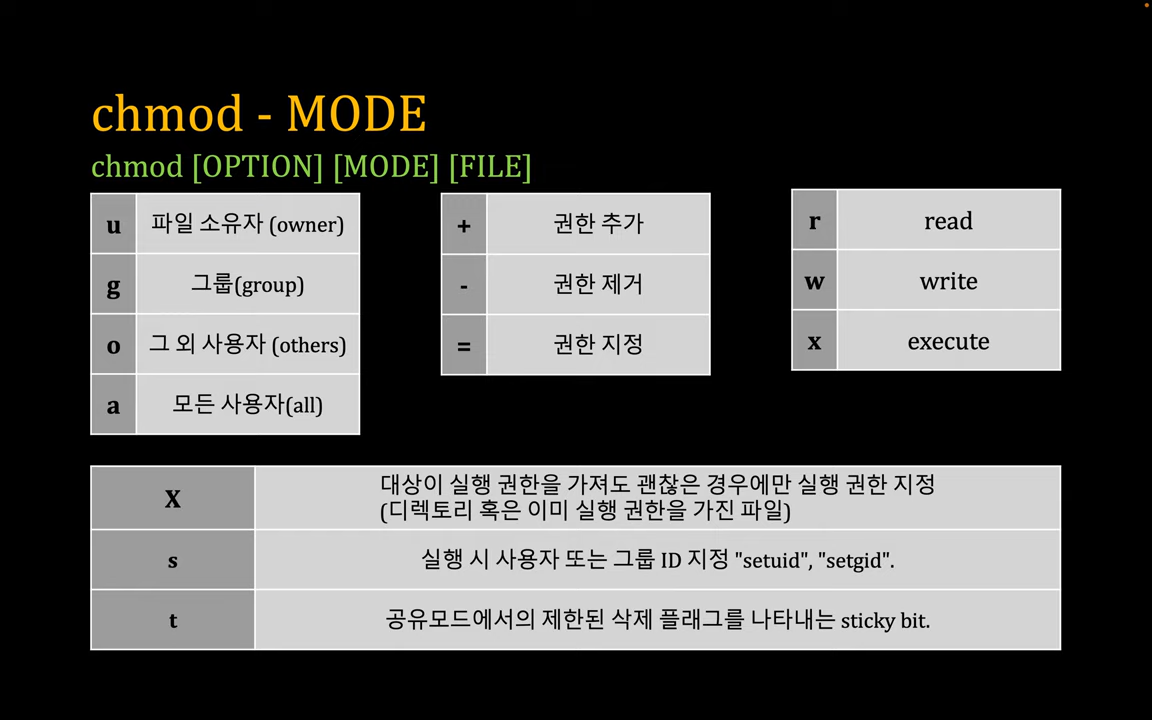 chmod - MODE
chmod [OPTION] [MODE] [FILE]
u 파일 소유자 (owner)
g 그룹(group)
o 그 외 사용자 (others)
a 모든 사용자(all)
+ 권한 추가
- 권한 제거
= 권한 지정
r read
w write
x execute
X 대상이 실행 권한을 가져도 괜찮은 경우에만 실행 권한 지정
(디렉토리 혹은 이미 실행 권한을 가진 파일)
s 실행 시 사용자 또는 그룹 ID 지정 "setuid", "setgid".
t 공유모드에서의 제한된 삭제 플래그를 나타내는 sticky bit.